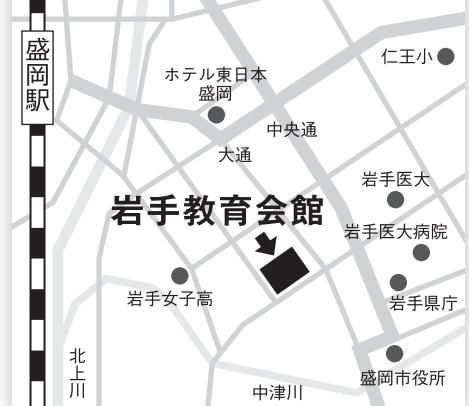 仁王小
盛岡駅
ホテル東日本
盛岡
中央通
大通
岩手医大
岩手教育会館
岩手医大病院
岩手女子高
岩手県庁
北上川
盛岡市役所
中津川